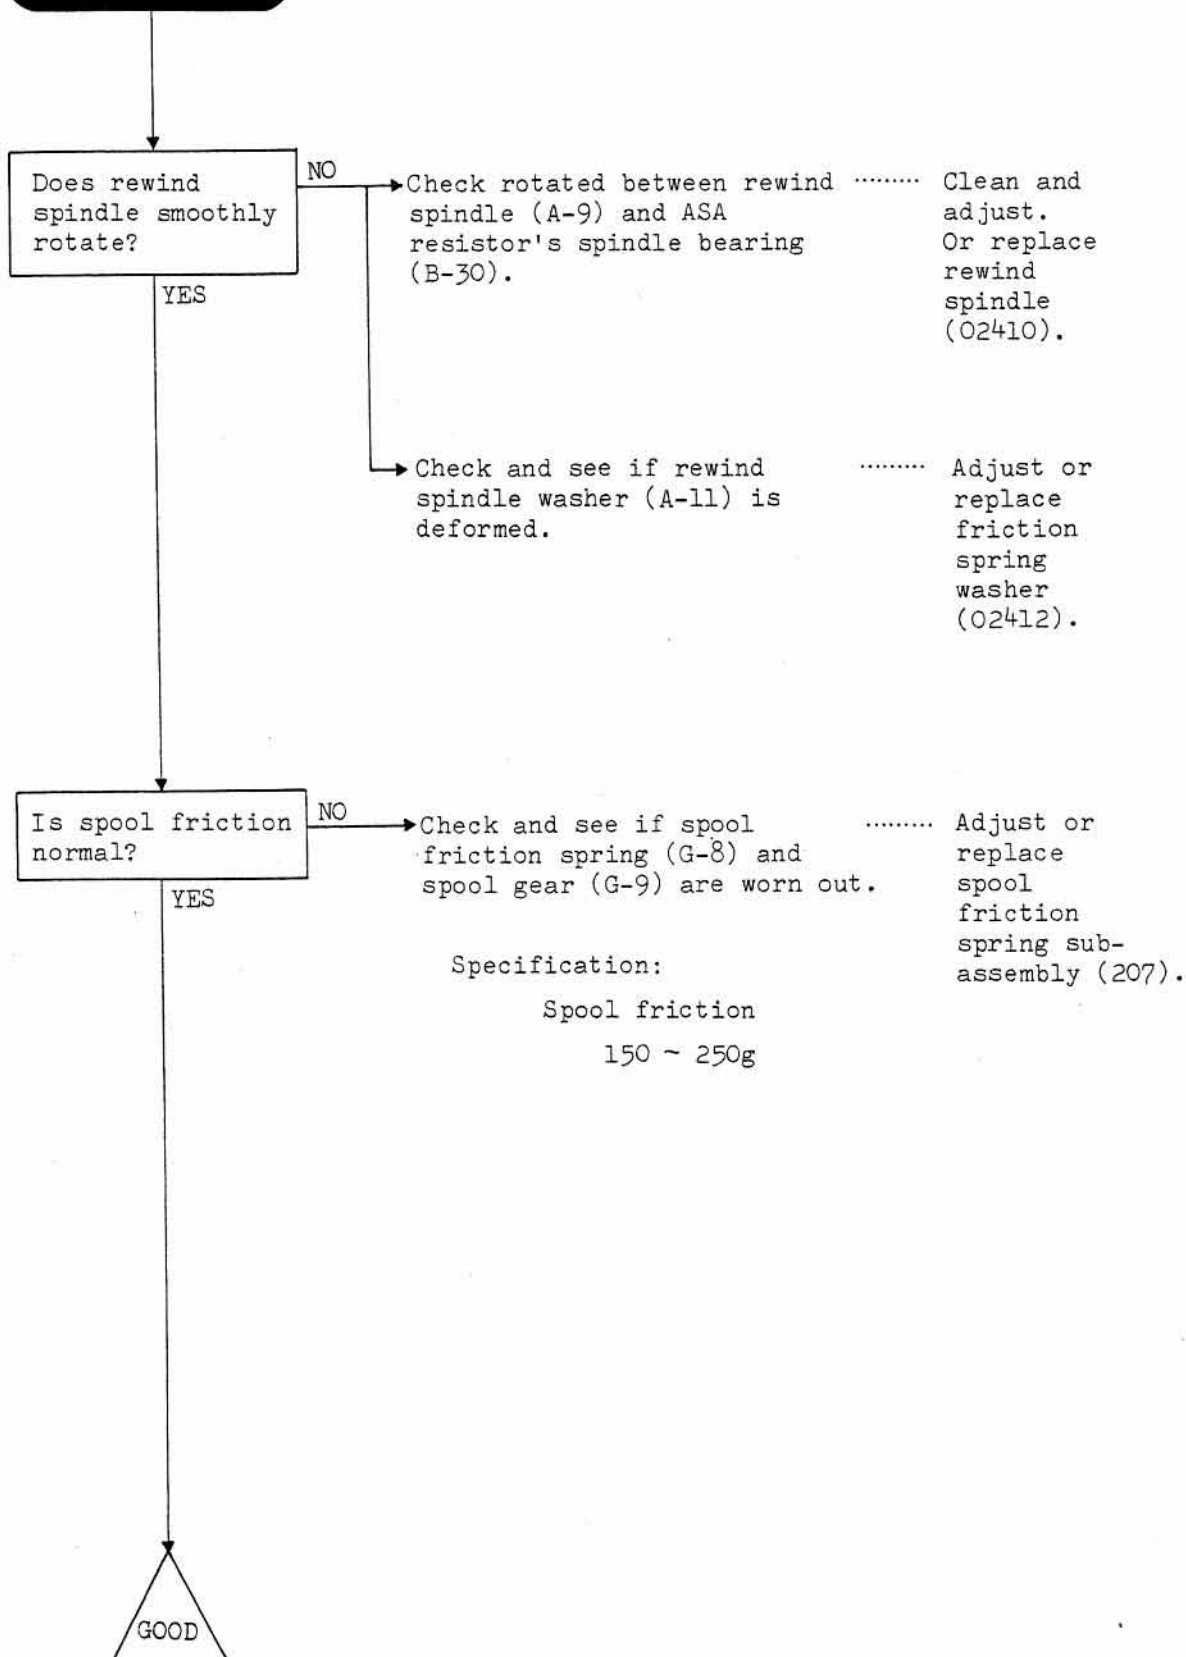 Does rewind
spindle smoothly
rotate?
NO
Check rotated between rewind
spindle (A-9) and ASA
resistor's spindle bearing
(B-30).
......... Clean and
adjust.
Or replace
rewind
spindle
(02410).
YES
Check and see if rewind
spindle washer (A-11) is
deformed.
......... Adjust or
replace
friction
spring
washer
(02412).
Is spool friction
normal?
NO
Check and see if spool
friction spring (G-8) and
spool gear (G-9) are worn out.
......... Adjust or
replace
spool
friction
spring sub-
assembly (207).
YES
Specification:
Spool friction
150 ~ 250g
GOOD